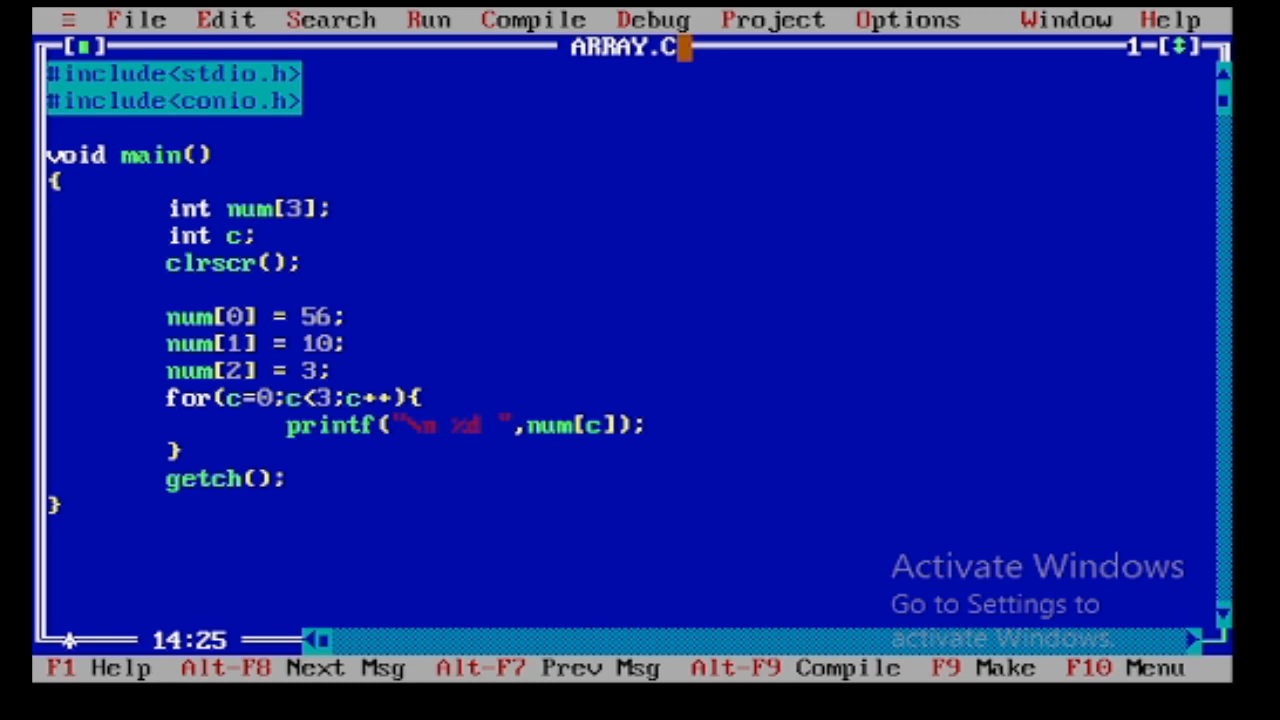 ≡ File Edit Search Run Compile Debug Project Options Window Help
[■] ARRAY.C 1-[↕]
#include<stdio.h>
#include<conio.h>
void main()
{
int num[3];
int c;
clrscr();
num[0] = 56;
num[1] = 10;
num[2] = 3;
for(c=0;c<3;c++){
printf("\n %d ",num[c]);
}
getch();
}
Activate Windows
Go to Settings to
activate Windows.
14:25
F1 Help Alt-F8 Next Msg Alt-F7 Prev Msg Alt-F9 Compile F9 Make F10 Menu